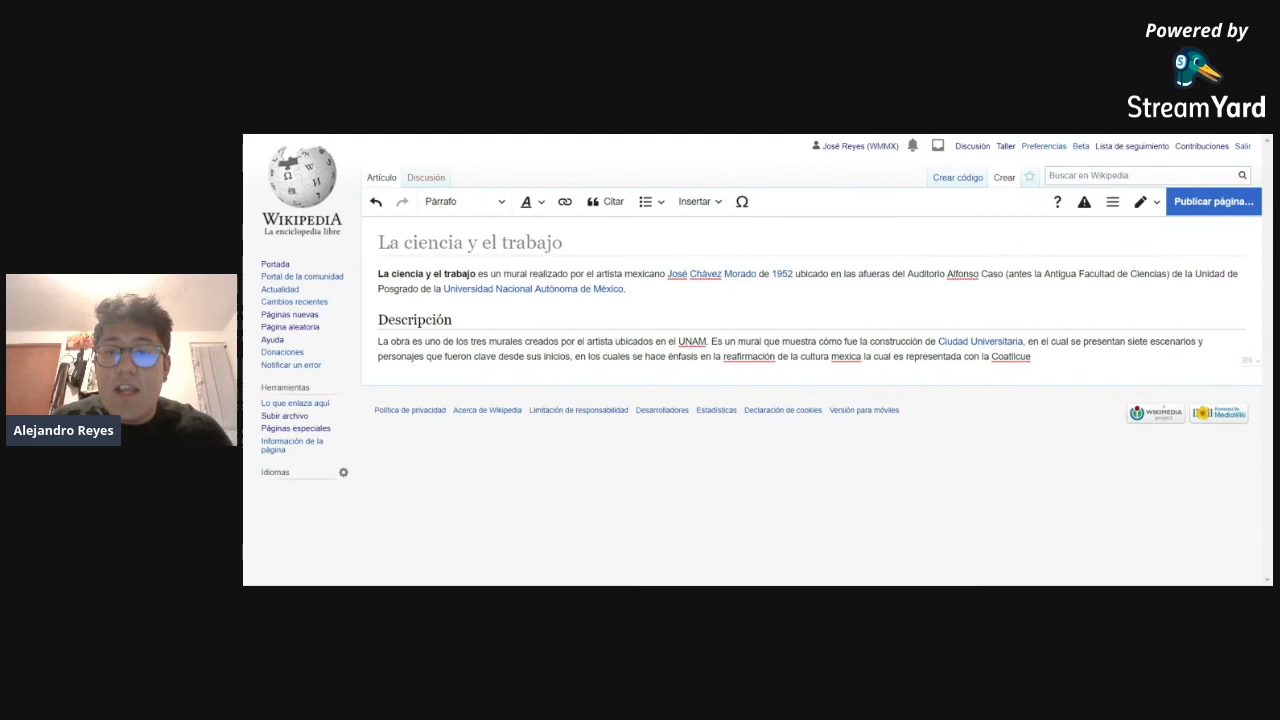 Powered by
StreamYard
José Reyes (WMMX) Discusión Taller Preferencias Beta Lista de seguimiento Contribuciones Salir
Artículo Discusión Crear código Crear Buscar en Wikipedia
Párrafo A Citar Insertar Ω ? Publicar página...
WIKIPEDIA
La enciclopedia libre
La ciencia y el trabajo
La ciencia y el trabajo es un mural realizado por el artista mexicano José Chávez Morado de 1952 ubicado en las afueras del Auditorio Alfonso Caso (antes la Antigua Facultad de Ciencias) de la Unidad de
Posgrado de la Universidad Nacional Autónoma de México.
Descripción
La obra es uno de los tres murales creados por el artista ubicados en el UNAM. Es un mural que muestra cómo fue la construcción de Ciudad Universitaria, en el cual se presentan siete escenarios y
personajes que fueron clave desde sus inicios, en los cuales se hace énfasis en la reafirmación de la cultura mexica la cual es representada con la Coatlicue
Portada
Portal de la comunidad
Actualidad
Cambios recientes
Páginas nuevas
Página aleatoria
Ayuda
Donaciones
Notificar un error
Herramientas
Lo que enlaza aquí
Subir archivo
Páginas especiales
Información de la
página
Idiomas
Política de privacidad Acerca de Wikipedia Limitación de responsabilidad Desarrolladores Estadísticas Declaración de cookies Versión para móviles
WIKIMEDIA
project
Powered By
MediaWiki
Alejandro Reyes